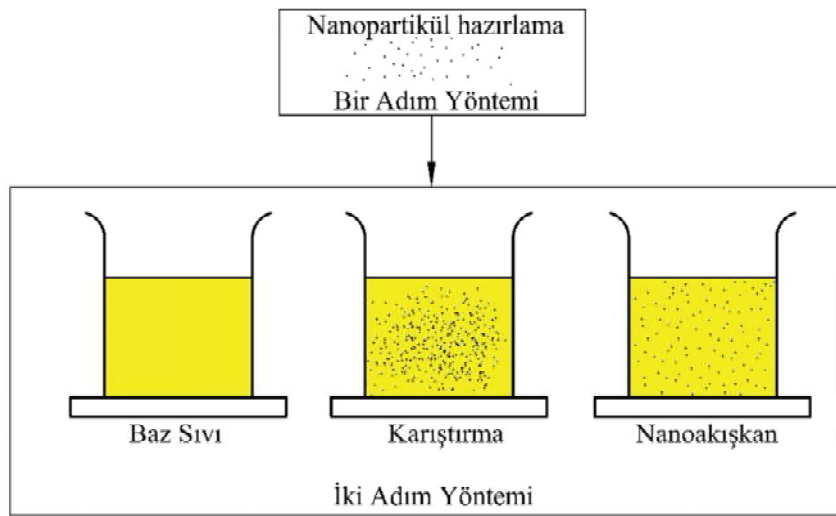 Nanopartikül hazırlama
Bir Adım Yöntemi
Baz Sıvı
Karıştırma
Nanoakışkan
İki Adım Yöntemi